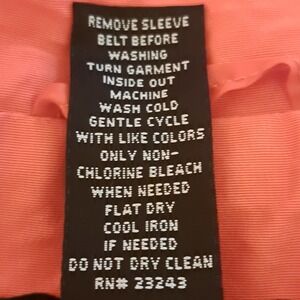 REMOVE SLEEVE
BELT BEFORE
WASHING
TURN GARMENT
INSIDE OUT
MACHINE
WASH COLD
GENTLE CYCLE
WITH LIKE COLORS
ONLY NON-
CHLORINE BLEACH
WHEN NEEDED
FLAT DRY
COOL IRON
IF NEEDED
DO NOT DRY CLEAN
RN# 23243